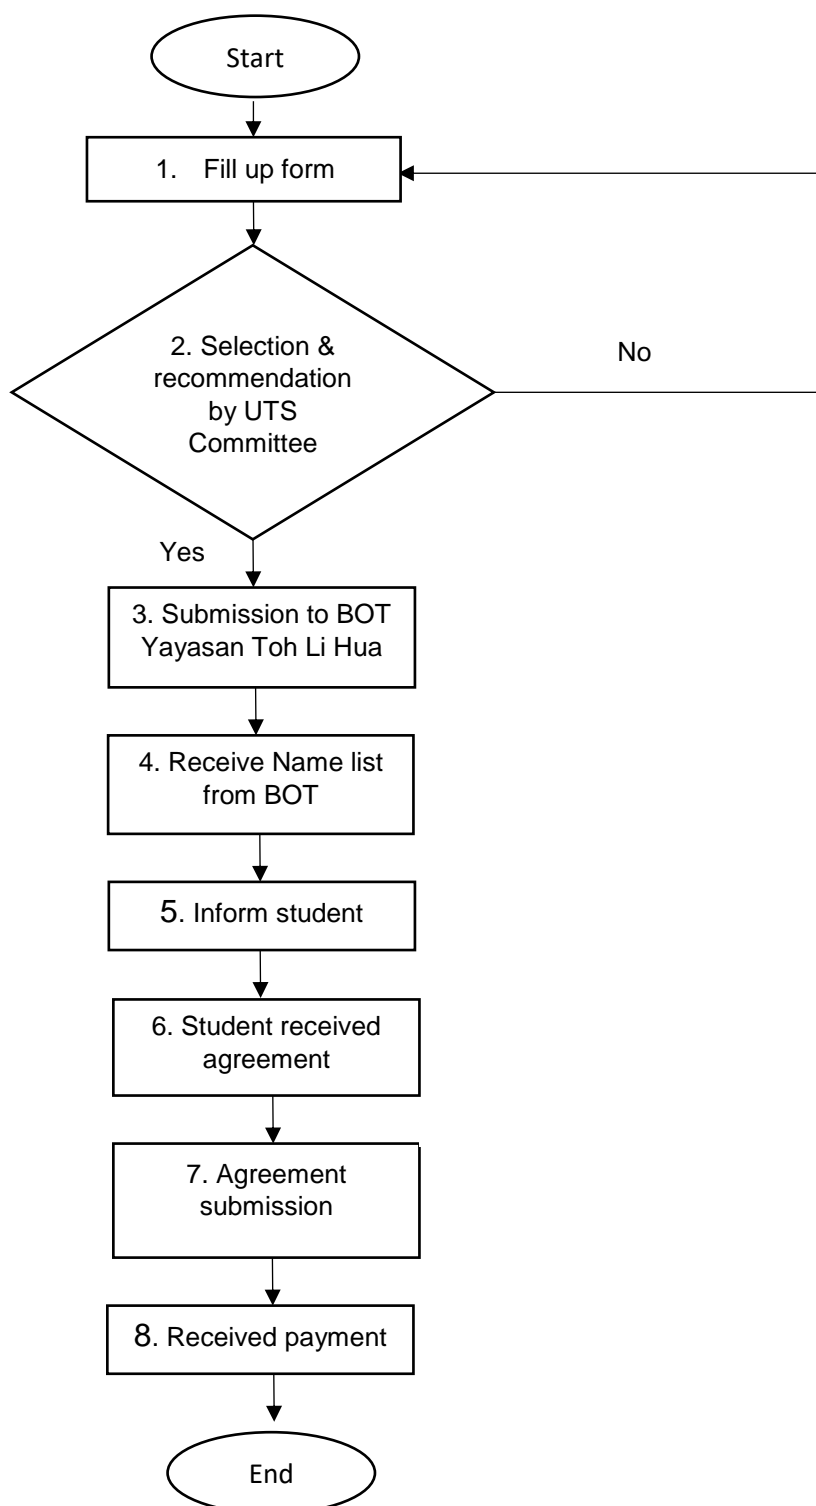 Start
1. Fill up form
2. Selection &
recommendation
by UTS
Committee
No
Yes
3. Submission to BOT
Yayasan Toh Li Hua
4. Receive Name list
from BOT
5. Inform student
6. Student received
agreement
7. Agreement
submission
8. Received payment
End